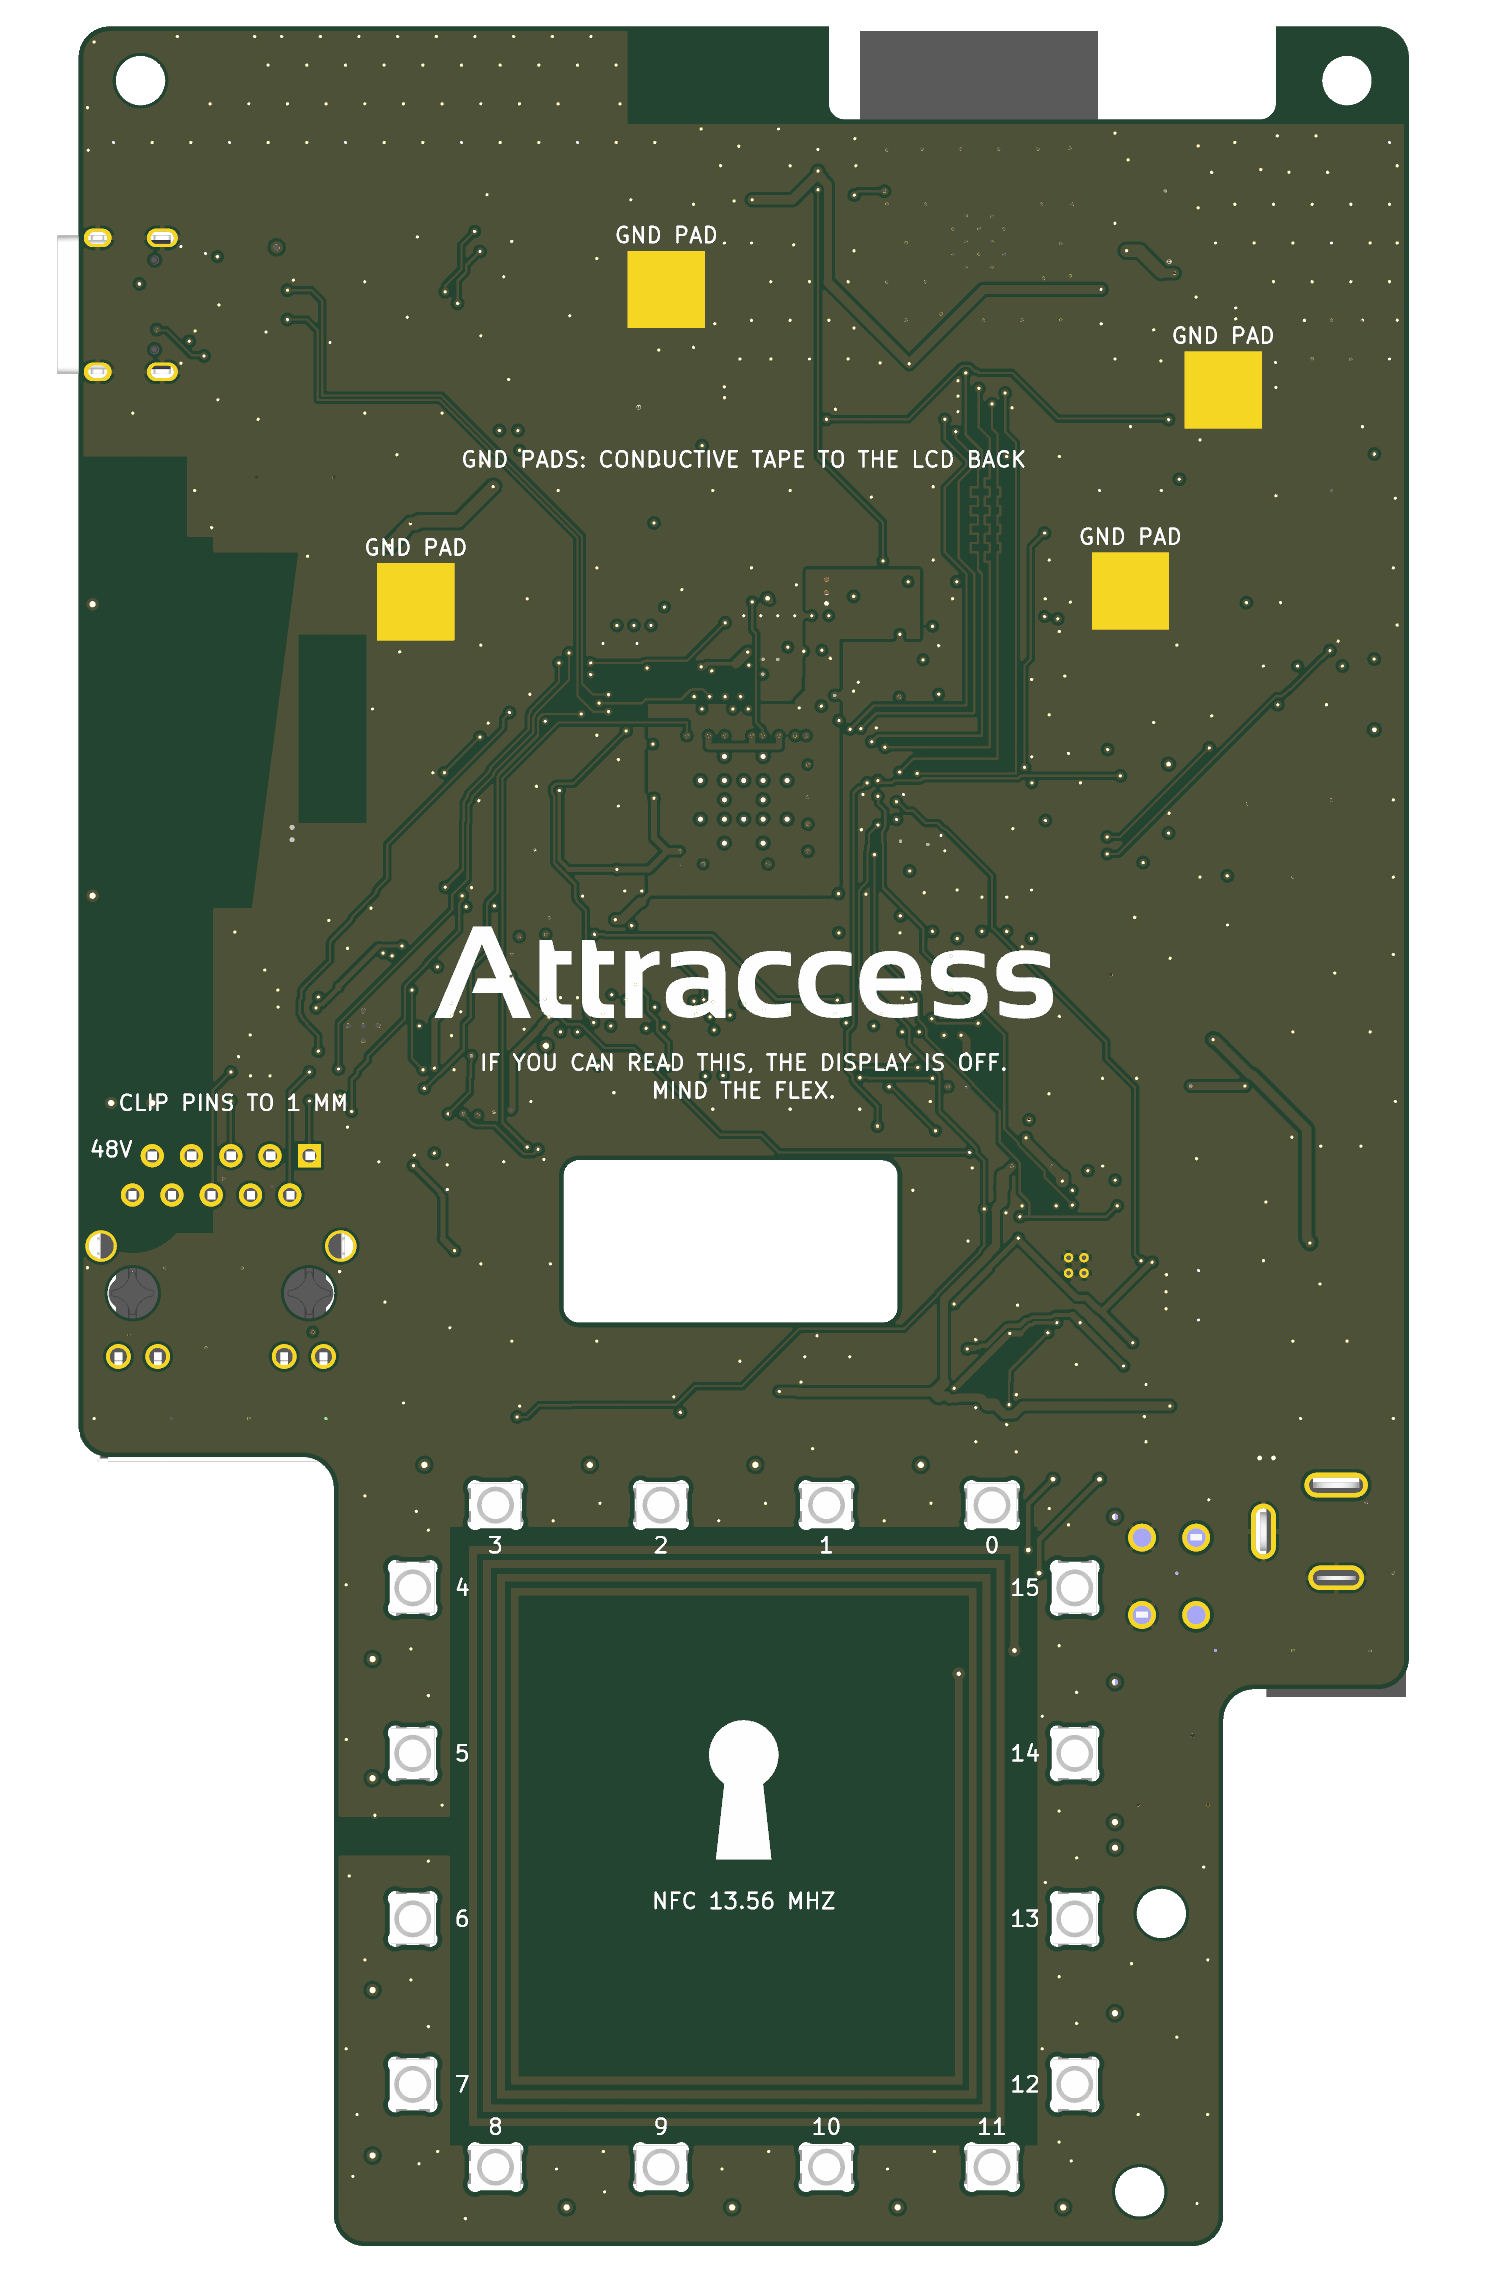 GND PAD
GND PAD
GND PADS: CONDUCTIVE TAPE TO THE LCD BACK
GND PAD
GND PAD
Attraccess
IF YOU CAN READ THIS, THE DISPLAY IS OFF.
MIND THE FLEX.
CLIP PINS TO 1 MM
48V
3 2 1 0
4 15
5 14
NFC 13.56 MHZ
6 13
7 12
8 9 10 11